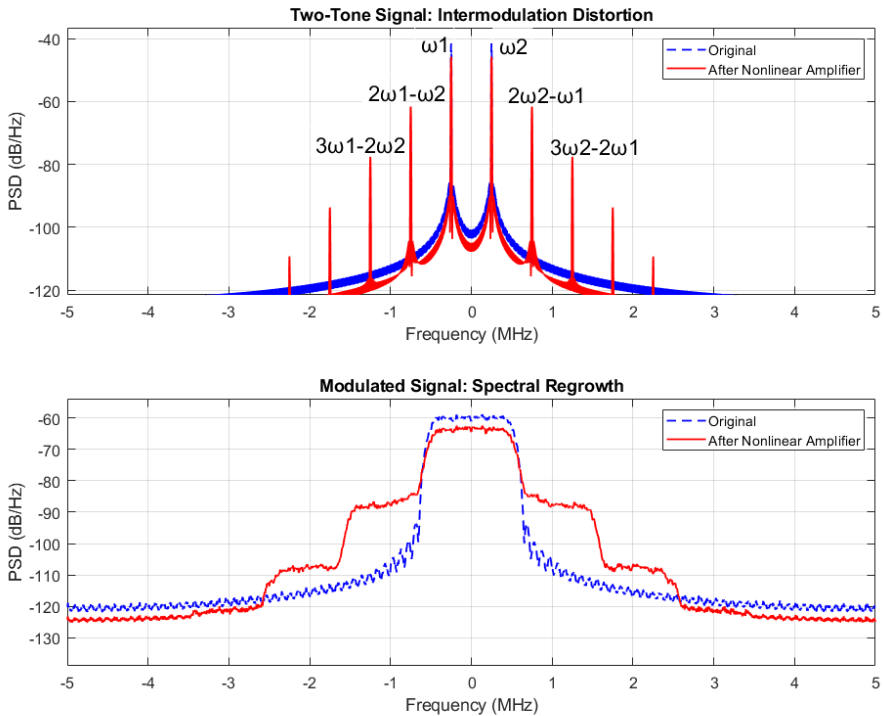 Two-Tone Signal: Intermodulation Distortion
-40
-60
-80
-100
-120
PSD (dB/Hz)
ω1
ω2
2ω1-ω2
2ω2-ω1
3ω1-2ω2
3ω2-2ω1
Original
After Nonlinear Amplifier
-5 -4 -3 -2 -1 0 1 2 3 4 5
Frequency (MHz)
Modulated Signal: Spectral Regrowth
-60
-70
-80
-90
-100
-110
-120
-130
PSD (dB/Hz)
Original
After Nonlinear Amplifier
-5 -4 -3 -2 -1 0 1 2 3 4 5
Frequency (MHz)